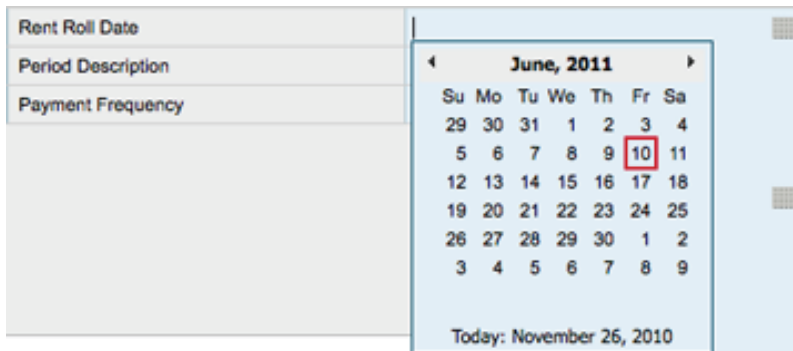 Rent Roll Date
Period Description
Payment Frequency
June, 2011
Su Mo Tu We Th Fr Sa
29 30 31 1 2 3 4
5 6 7 8 9 10 11
12 13 14 15 16 17 18
19 20 21 22 23 24 25
26 27 28 29 30 1 2
3 4 5 6 7 8 9
Today: November 26, 2010